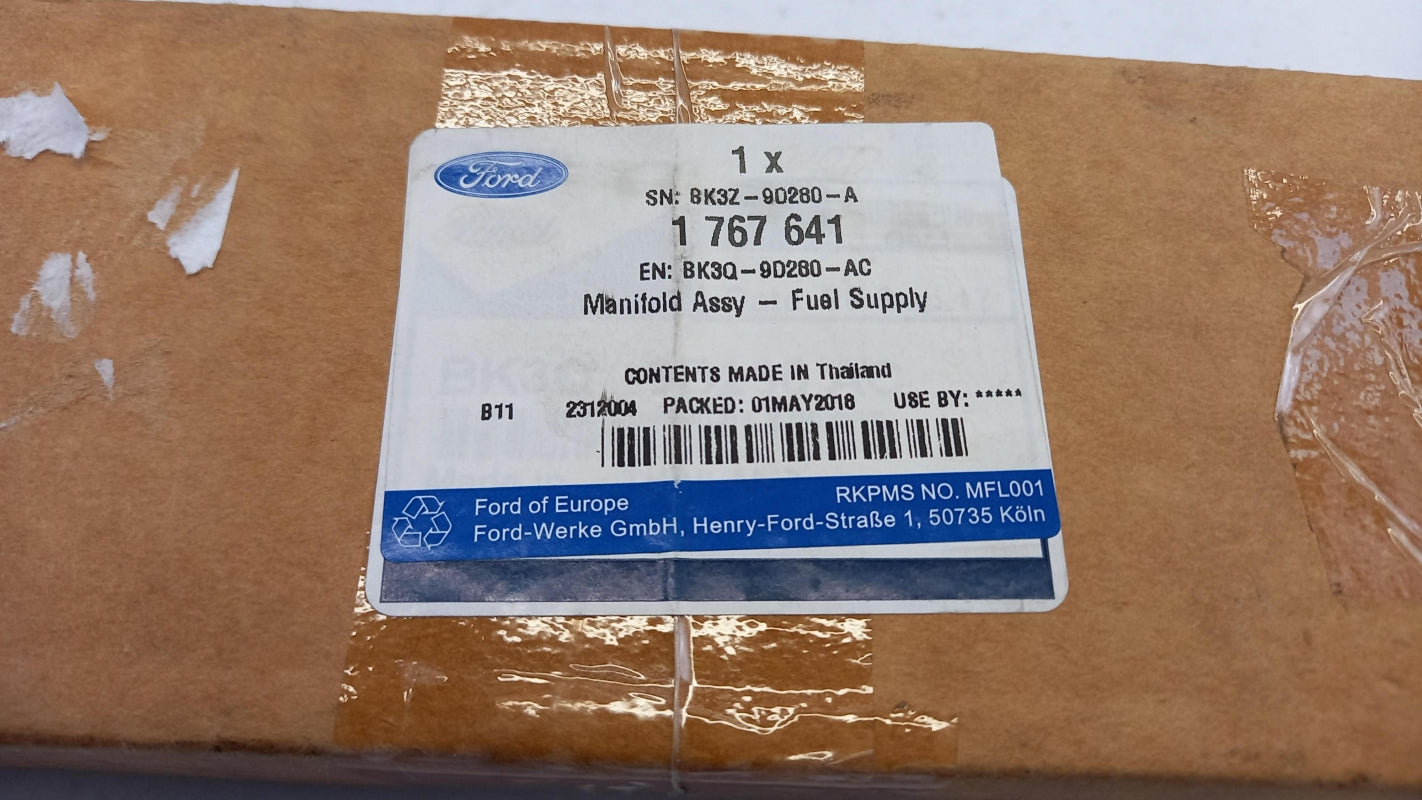 Ford
1 x
SN: BK3Z-9D280-A
1 767 641
EN: BK3Q-9D280-AC
Manifold Assy - Fuel Supply
CONTENTS MADE IN Thailand
B11 2312004 PACKED: 01MAY2018 USE BY: *****
RKPMS NO. MFL001
Ford of Europe
Ford-Werke GmbH, Henry-Ford-Straße 1, 50735 Köln